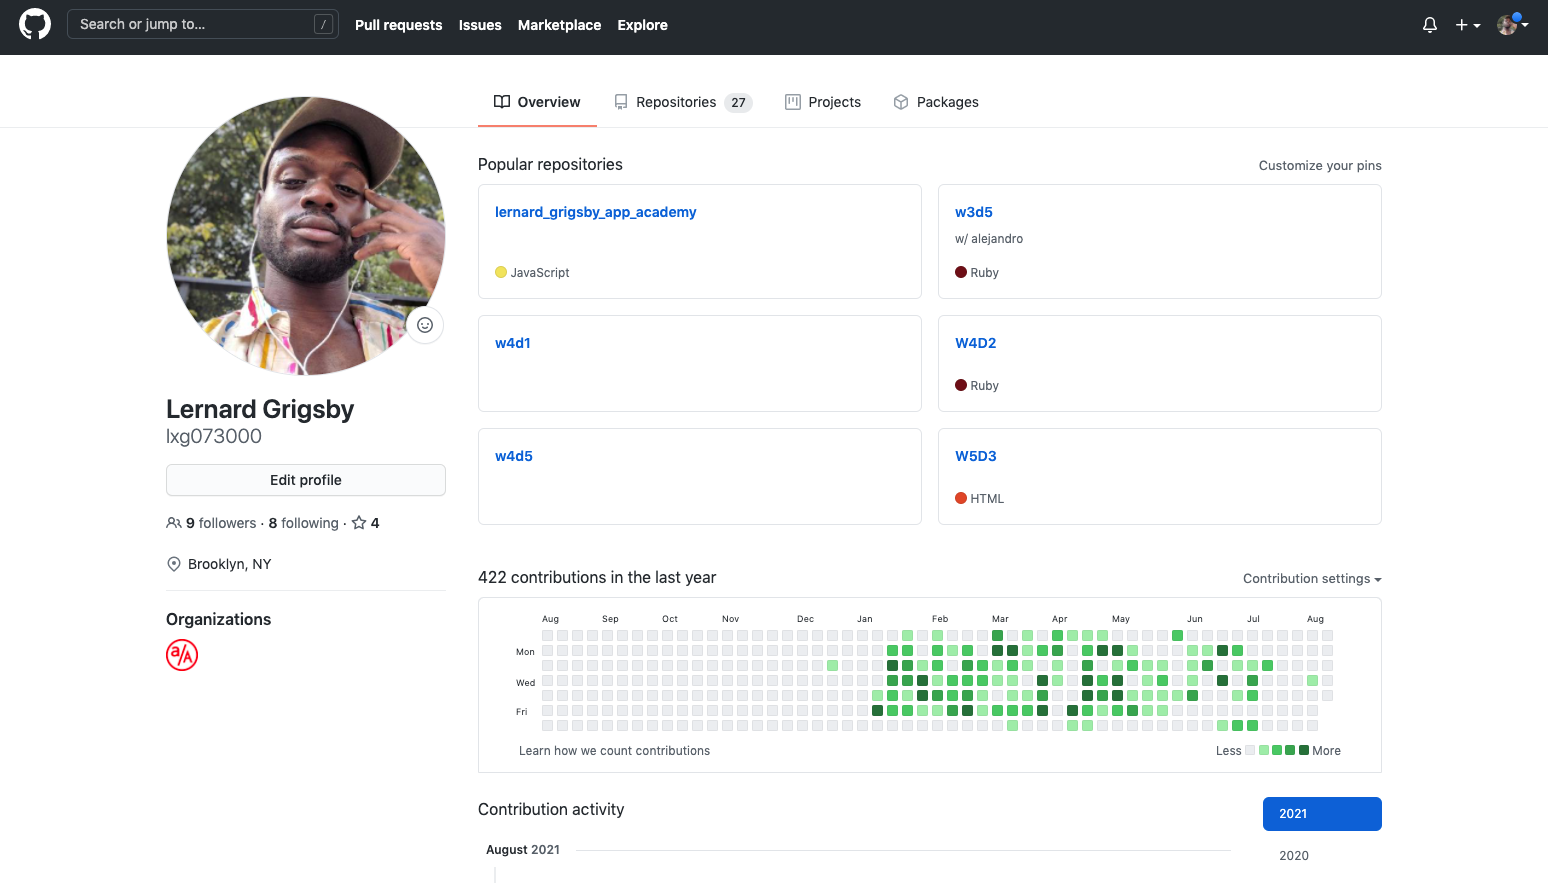 Search or jump to... /
Pull requests Issues Marketplace Explore
Overview Repositories 27 Projects Packages
Lernard Grigsby
lxg073000
Edit profile
9 followers · 8 following · 4
Brooklyn, NY
Organizations
a/A
Popular repositories
Customize your pins
lernard_grigsby_app_academy
JavaScript
w3d5
w/ alejandro
Ruby
w4d1
W4D2
Ruby
w4d5
W5D3
HTML
422 contributions in the last year
Contribution settings
Aug Sep Oct Nov Dec Jan Feb Mar Apr May Jun Jul Aug
Mon
Wed
Fri
Learn how we count contributions
Less More
Contribution activity
2021
August 2021
2020